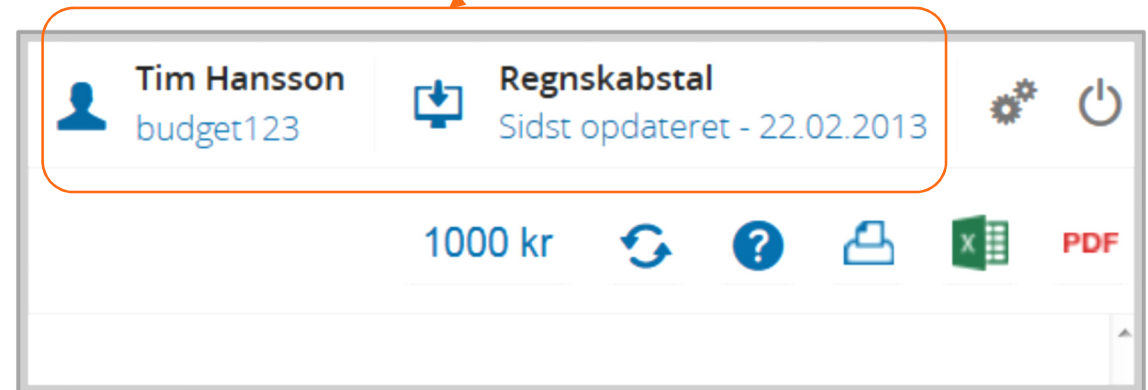 Tim Hansson
budget123
Regnskabstal
Sidst opdateret - 22.02.2013
1000 kr
?
X
PDF